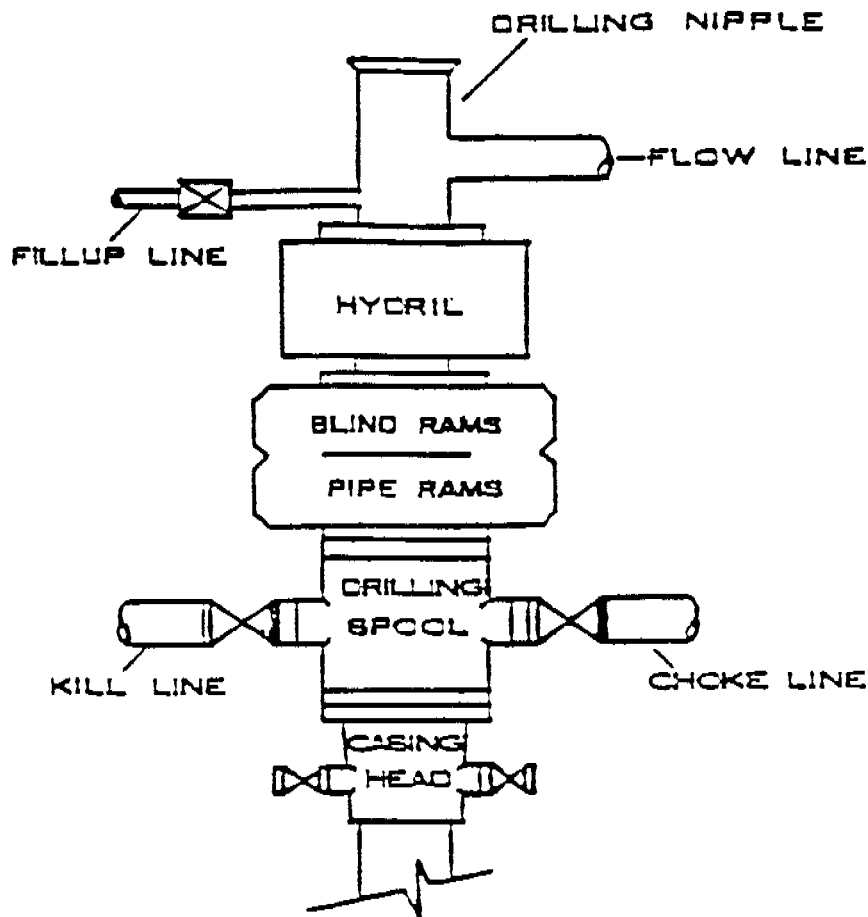 DRILLING NIPPLE
FLOW LINE
FILLUP LINE
HYDRIL
BLIND RAMS
PIPE RAMS
DRILLING
SPOOL
KILL LINE
CHOKE LINE
CASING
HEAD